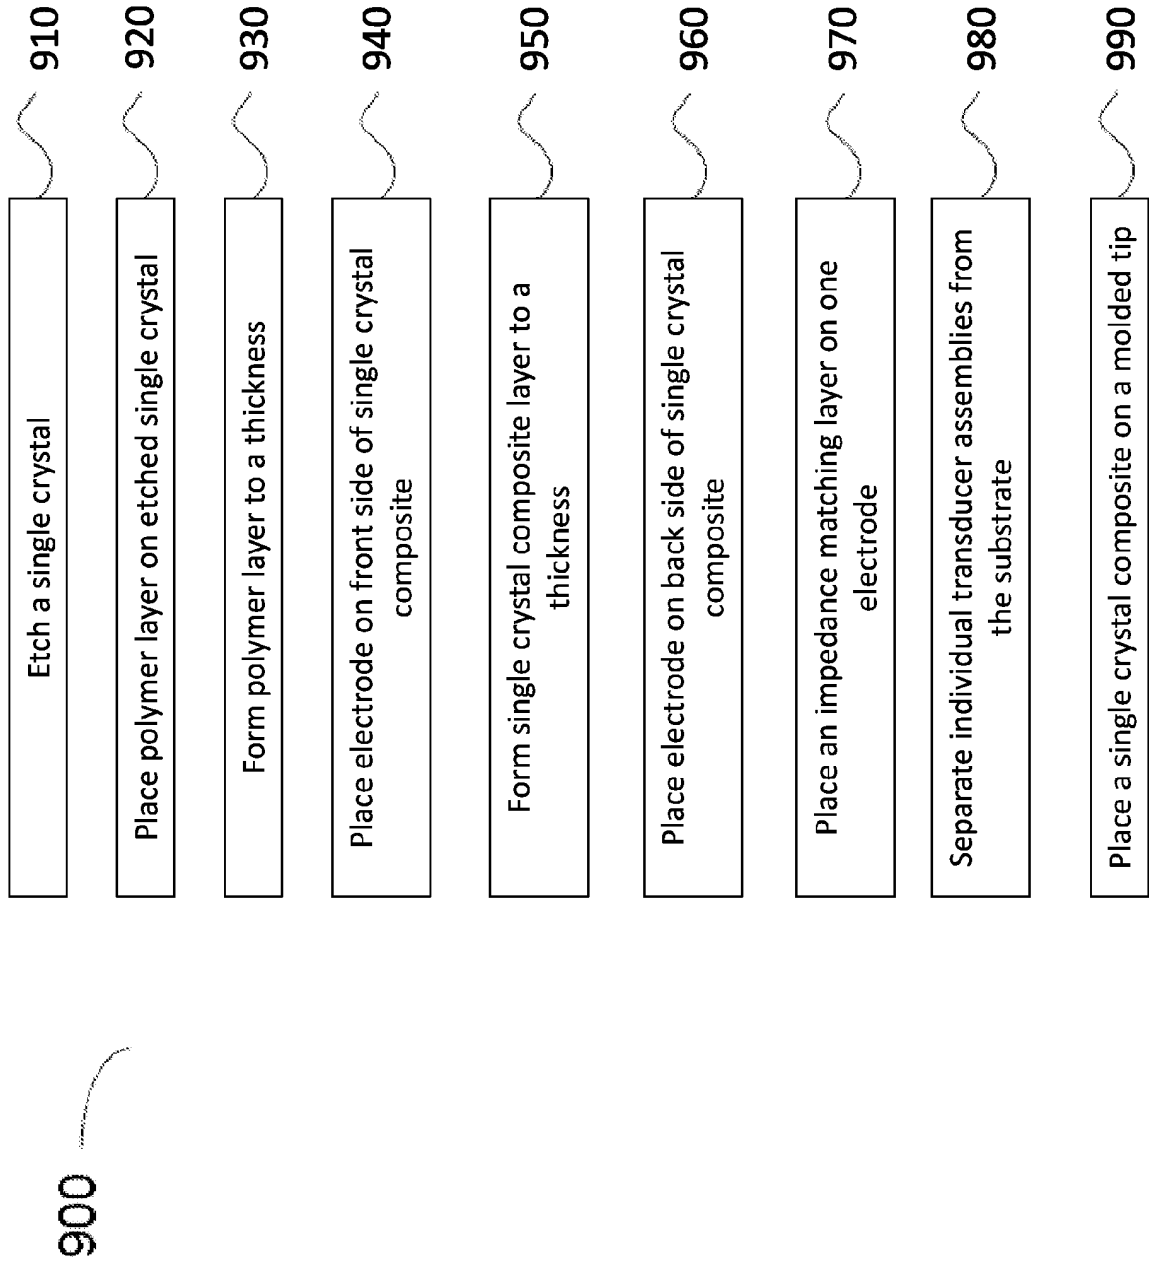 900
Etch a single crystal
910
Place polymer layer on etched single crystal
920
Form polymer layer to a thickness
930
Place electrode on front side of single crystal
composite
940
Form single crystal composite layer to a
thickness
950
Place electrode on back side of single crystal
composite
960
Place an impedance matching layer on one
electrode
970
Separate individual transducer assemblies from
the substrate
980
Place a single crystal composite on a molded tip
990